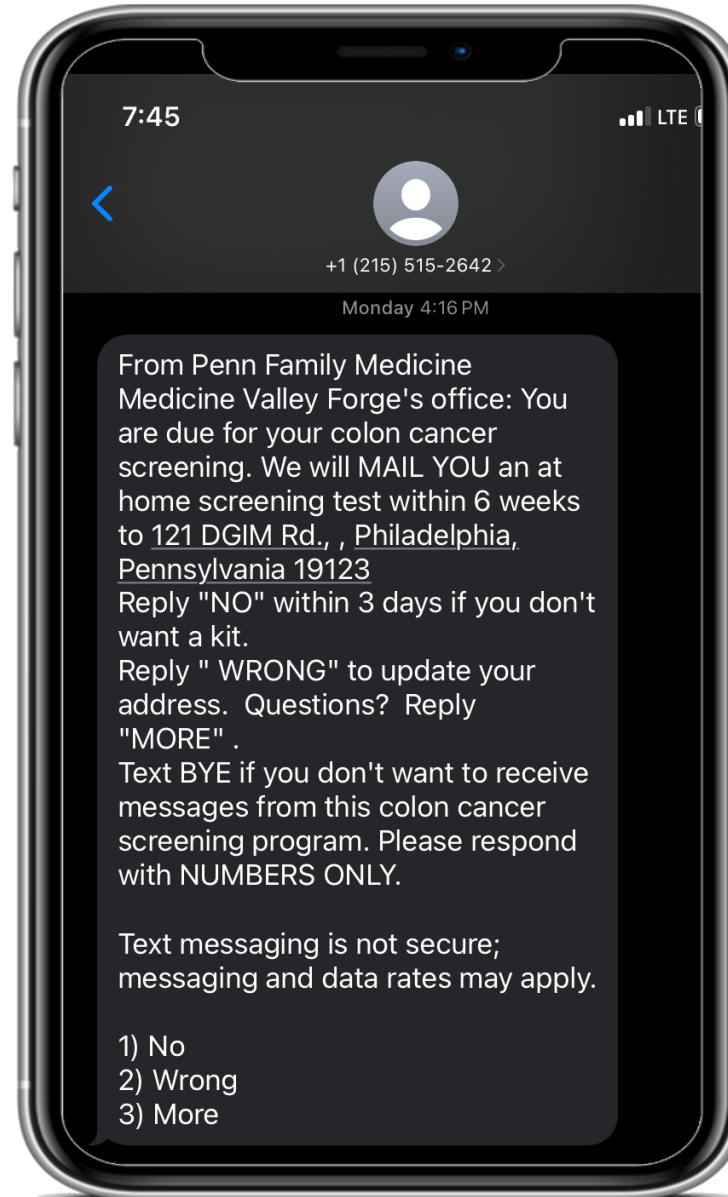 7:45
LTE
+1 (215) 515-2642
Monday 4:16 PM
From Penn Family Medicine
Medicine Valley Forge's office: You
are due for your colon cancer
screening. We will MAIL YOU an at
home screening test within 6 weeks
to 121 DGIM Rd., , Philadelphia,
Pennsylvania 19123
Reply "NO" within 3 days if you don't
want a kit.
Reply " WRONG" to update your
address.  Questions?  Reply
"MORE" .
Text BYE if you don't want to receive
messages from this colon cancer
screening program. Please respond
with NUMBERS ONLY.
Text messaging is not secure;
messaging and data rates may apply.
1) No
2) Wrong
3) More